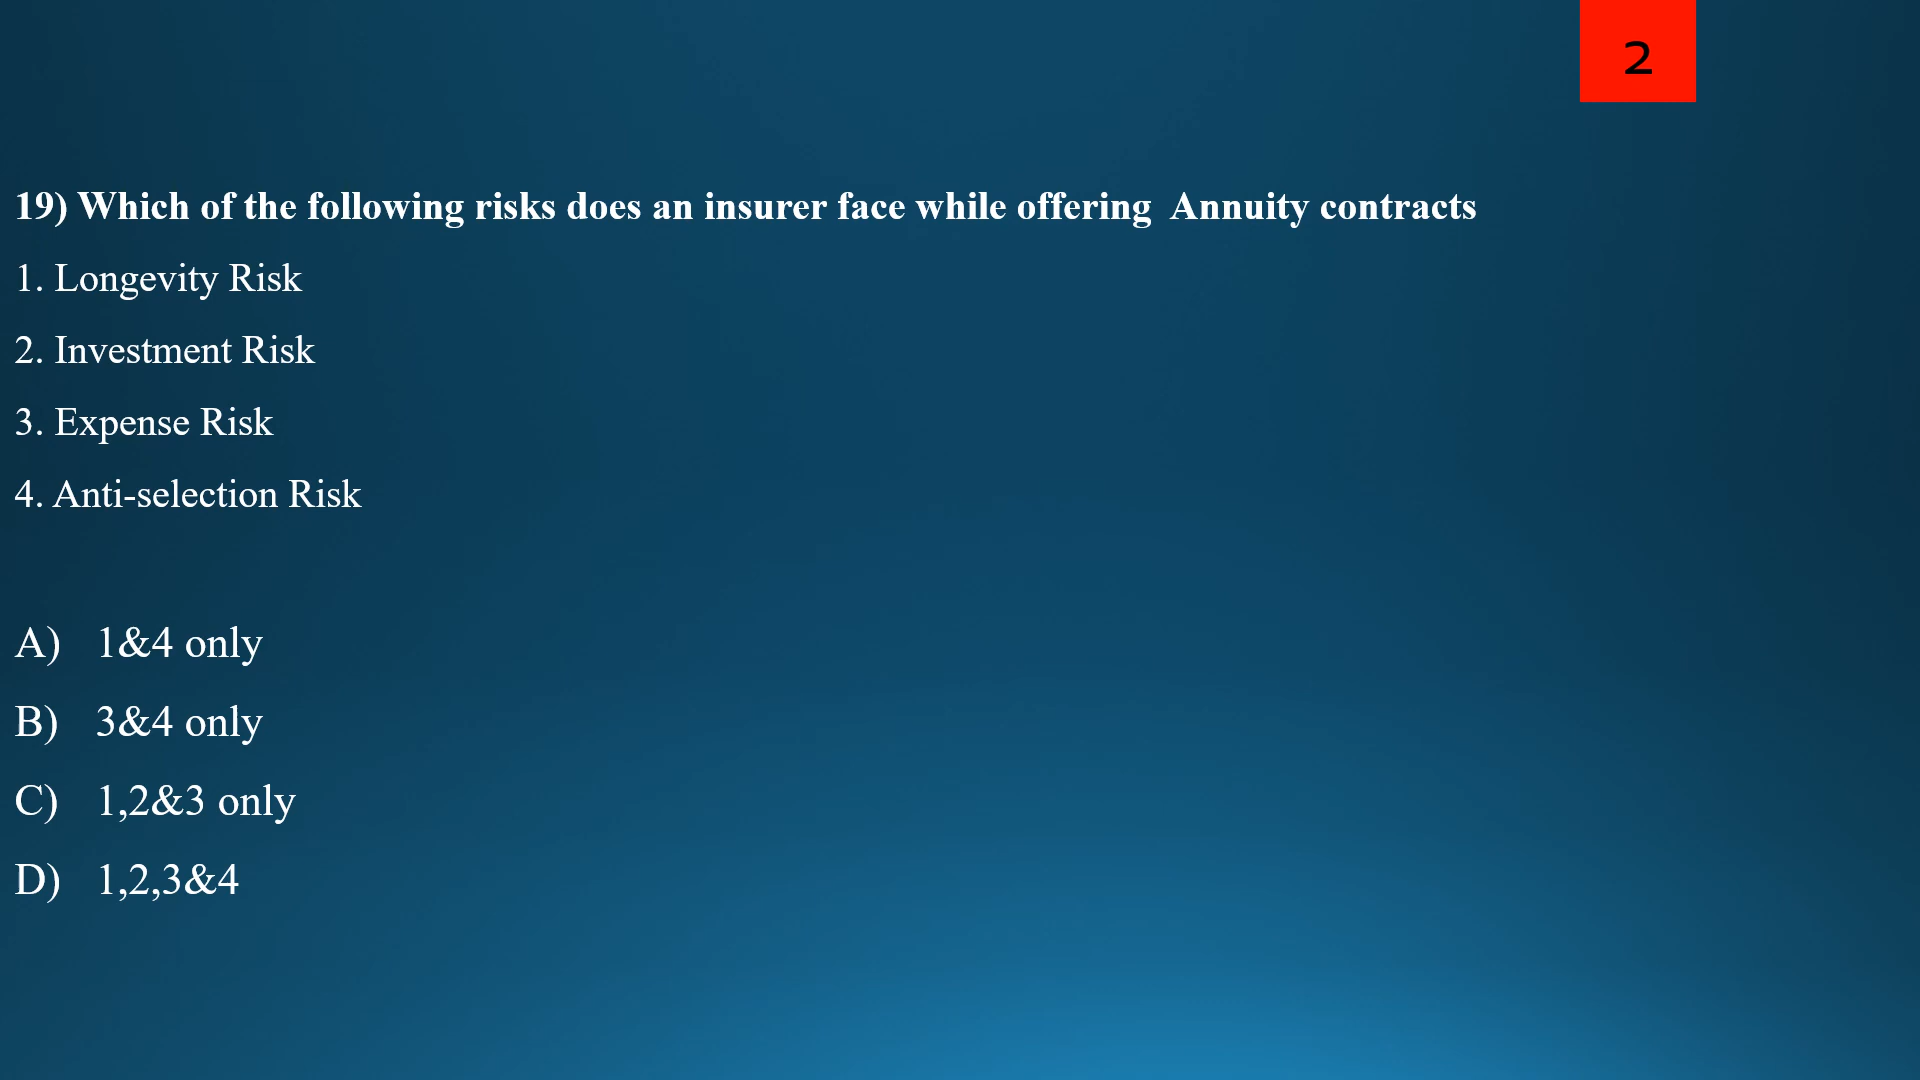 2
19) Which of the following risks does an insurer face while offering  Annuity contracts
1. Longevity Risk
2. Investment Risk
3. Expense Risk
4. Anti-selection Risk
A) 1&4 only
B) 3&4 only
C) 1,2&3 only
D) 1,2,3&4